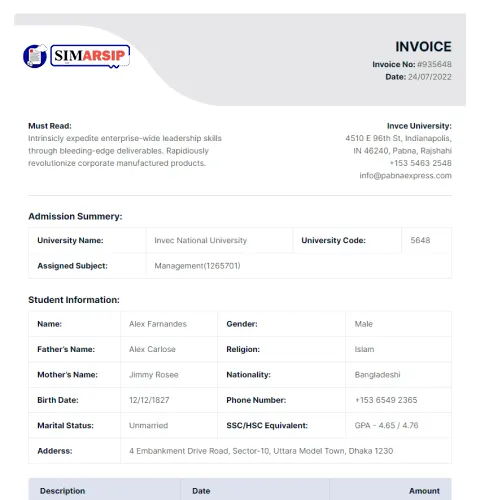 SIMARSIP
INVOICE
Invoice No: #935648
Date: 24/07/2022
Must Read:
Intrinsicly expedite enterprise-wide leadership skills
through bleeding-edge deliverables. Rapidiously
revolutionize corporate manufactured products.
Invce University:
4510 E 96th St, Indianapolis,
IN 46240, Pabna, Rajshahi
+153 5463 2548
info@pabnaexpress.com
Admission Summery:
University Name: Invec National University University Code: 5648
Assigned Subject: Management(1265701)
Student Information:
Name: Alex Farnandes Gender: Male
Father's Name: Alex Carlose Religion: Islam
Mother's Name: Jimmy Rosee Nationality: Bangladeshi
Birth Date: 12/12/1827 Phone Number: +153 6549 2365
Marital Status: Unmarried SSC/HSC Equivalent: GPA - 4.65 / 4.76
Adderss: 4 Embankment Drive Road, Sector-10, Uttara Model Town, Dhaka 1230
Description Date Amount